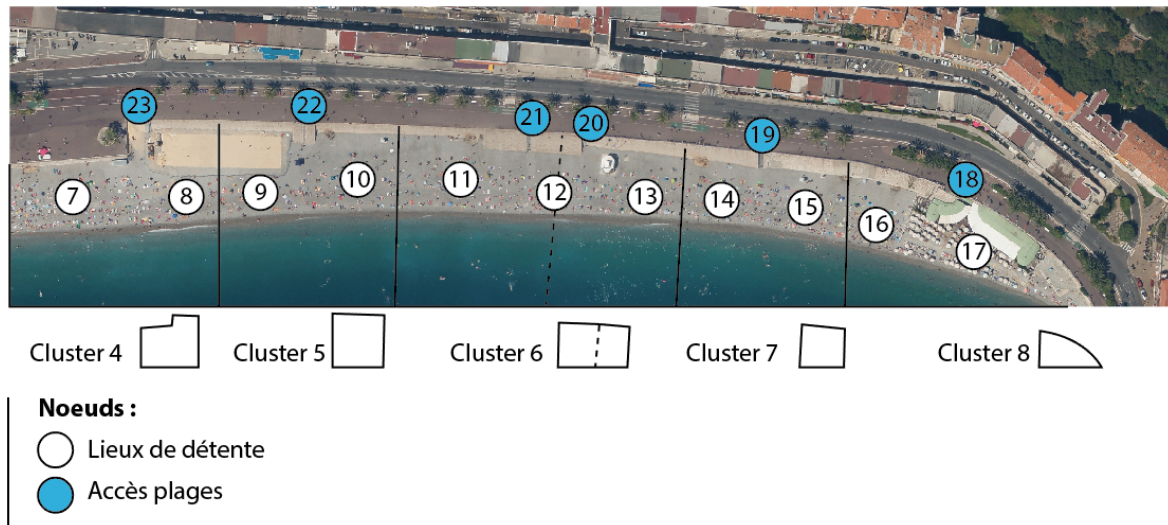 23 22 21 20 19 18
7 8 9 10 11 12 13 14 15 16 17
Cluster 4 Cluster 5 Cluster 6 Cluster 7 Cluster 8
Noeuds :
Lieux de détente
Accès plages